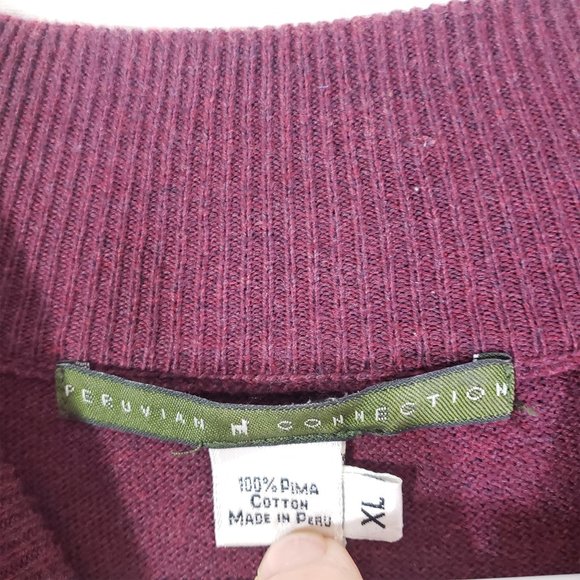 PERUVIAN CONNECTION
100% PIMA
COTTON
MADE IN PERU
XL